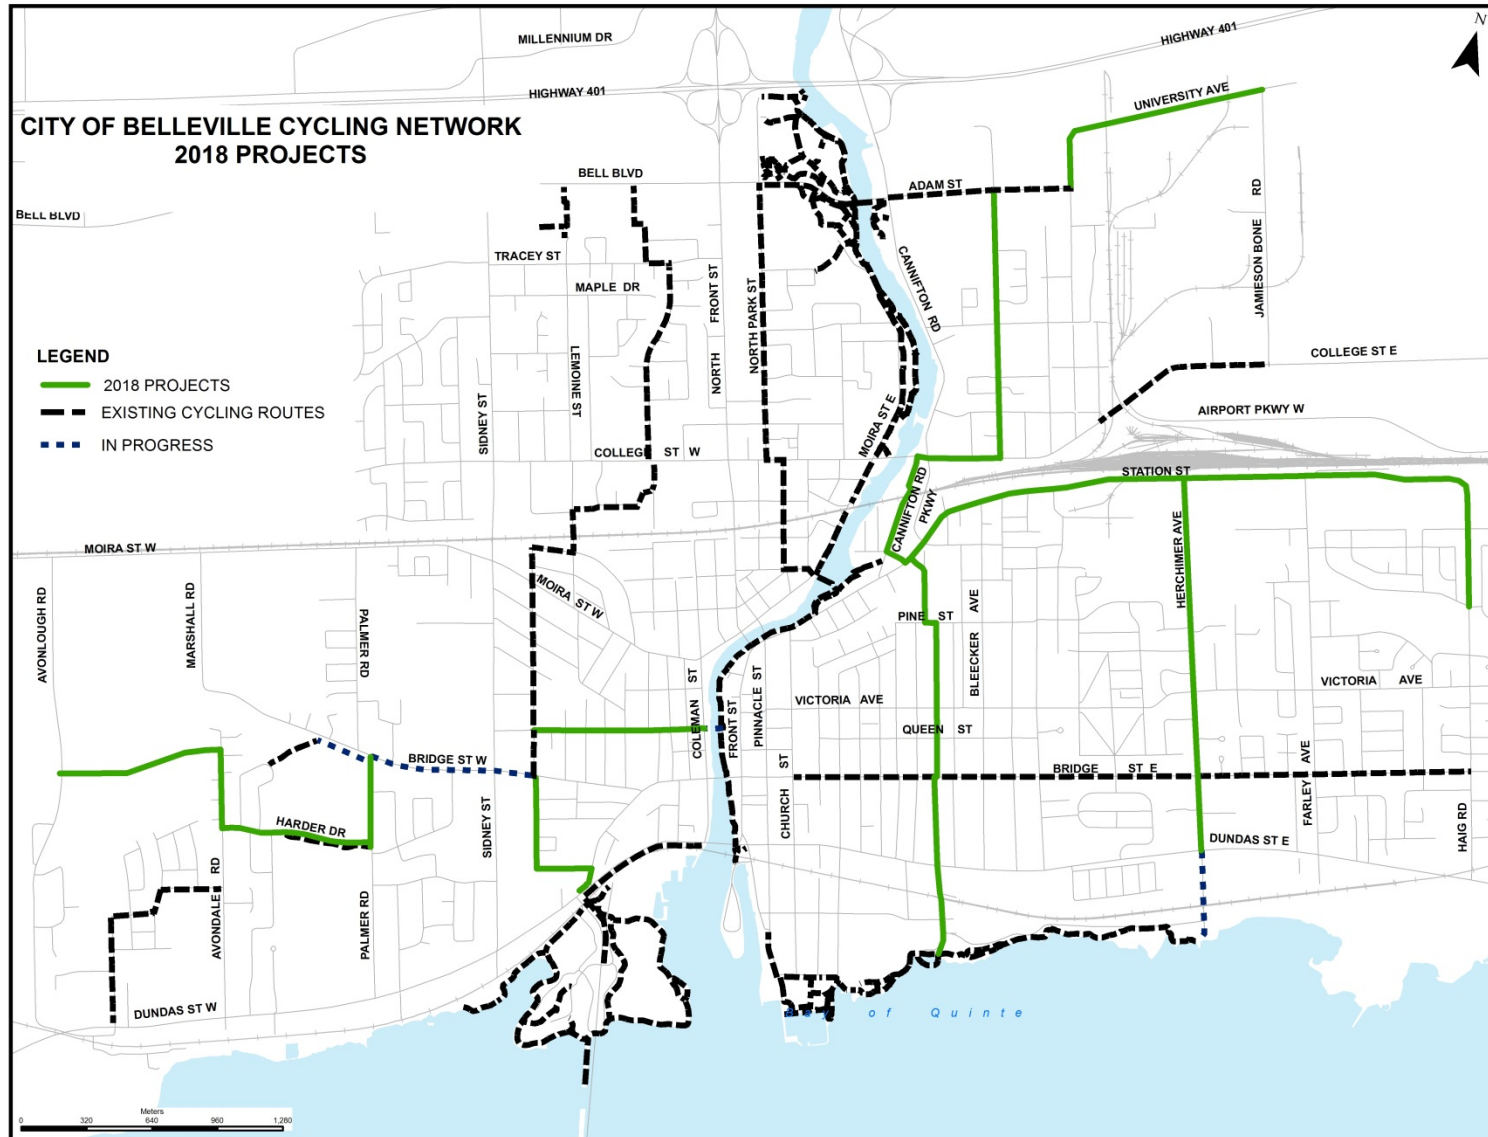 N
MILLENNIUM DR
HIGHWAY 401
HIGHWAY 401
UNIVERSITY AVE
CITY OF BELLEVILLE CYCLING NETWORK
2018 PROJECTS
BELL BLVD
ADAM ST
JAMIESON BONE RD
BELL BLVD
TRACEY ST
CANNIFTON RD
MAPLE DR
NORTH FRONT ST
NORTH PARK ST
LEGEND
2018 PROJECTS
EXISTING CYCLING ROUTES
IN PROGRESS
LEMOINE ST
SIDNEY ST
COLLEGE ST E
AIRPORT PKWY W
MOIRA ST E
COLLEGE ST W
STATION ST
CANNIFTON RD
PKWY
MOIRA ST W
HERCHIMER AVE
AVONLOUGH RD
MARSHALL RD
PALMER RD
MOIRA ST W
PINE ST
BLEECKER AVE
COLEMAN ST
FRONT ST
PINNACLE ST
VICTORIA AVE
VICTORIA AVE
QUEEN ST
BRIDGE ST W
CHURCH ST
BRIDGE ST E
FARLEY AVE
HAIG RD
HARDER DR
SIDNEY ST
DUNDAS ST E
AVONDALE RD
PALMER RD
DUNDAS ST W
Bay of Quinte
Meters
0 320 640 960 1,280